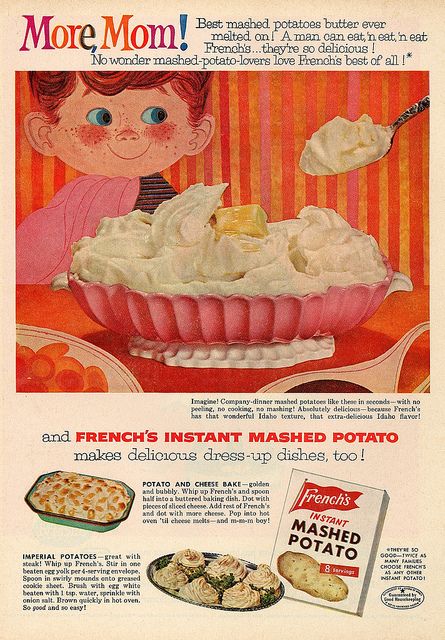 More, Mom!
Best mashed potatoes butter ever
melted on! A man can eat,'n eat,'n eat
French's...they're so delicious!
No wonder mashed-potato-lovers love French's best of all!*
Imagine! Company-dinner mashed potatoes like these in seconds—with no
peeling, no cooking, no mashing! Absolutely delicious—because French's
has that wonderful Idaho texture, that extra-delicious Idaho flavor!
and FRENCH'S INSTANT MASHED POTATO
makes delicious dress-up dishes, too!
POTATO AND CHEESE BAKE—golden
and bubbly. Whip up French's and spoon
half into a buttered baking dish. Dot with
pieces of sliced cheese. Add rest of French's
and dot with more cheese. Pop into hot
oven 'til cheese melts—and m-m-m boy!
IMPERIAL POTATOES—great with
steak! Whip up French's. Stir in one
beaten egg yolk per 4-serving envelope.
Spoon in swirly mounds onto greased
cookie sheet. Brush with egg white
beaten with 1 tsp. water, sprinkle with
onion salt. Brown quickly in hot oven.
So good and so easy!
French's
INSTANT
MASHED
POTATO
8 Servings
*THEY'RE SO
GOOD—TWICE AS
MANY FAMILIES
CHOOSE FRENCH'S
AS ANY OTHER
INSTANT POTATO!
Guaranteed by
Good Housekeeping